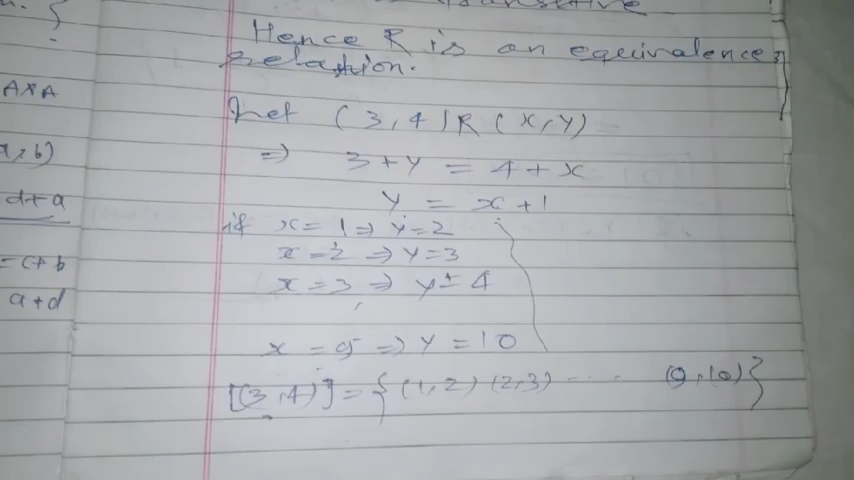 Transitive
Hence R is an equivalence
relation.
Let (3,4)R(x,y)
⇒ 3+y = 4+x
y = x+1
if x=1⇒ y=2
x=2 ⇒ y=3
x=3 ⇒ y= 4
x = 9 ⇒ y = 10
[(3,4)] = { (1,2) (2,3) ---- (9,10)}
A×A
,b)
d+a
=c+b
a+d